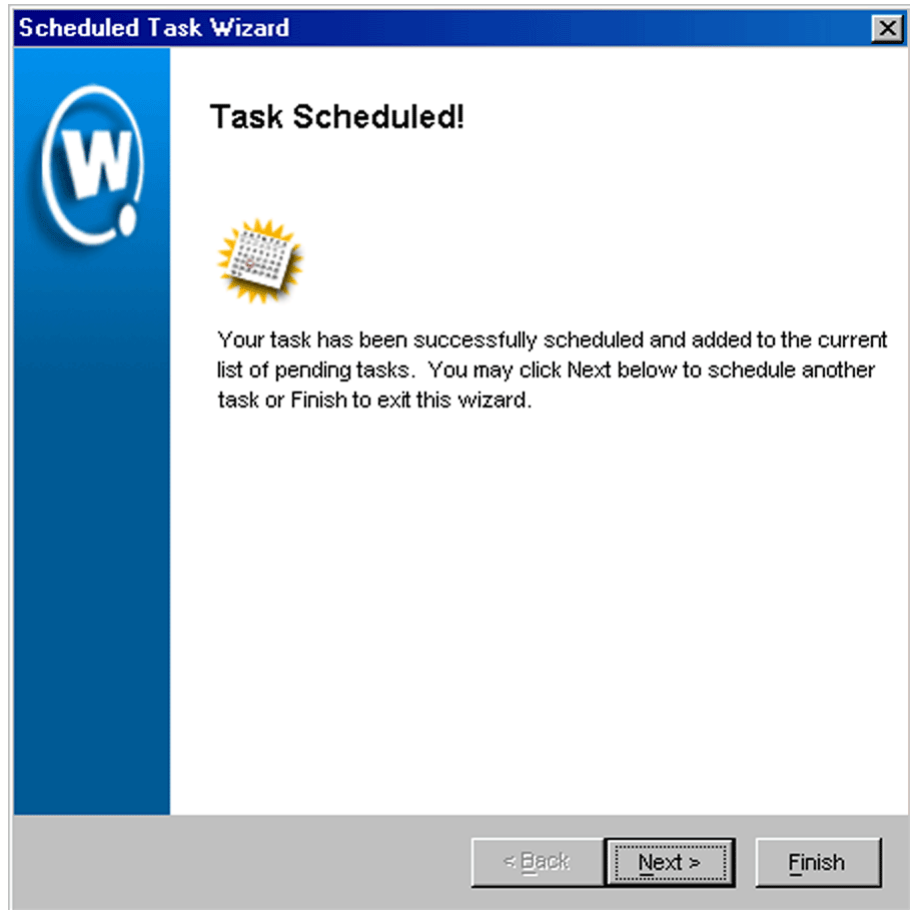 Scheduled Task Wizard
W
Task Scheduled!
Your task has been successfully scheduled and added to the current
list of pending tasks.  You may click Next below to schedule another
task or Finish to exit this wizard.
< Back
Next >
Finish